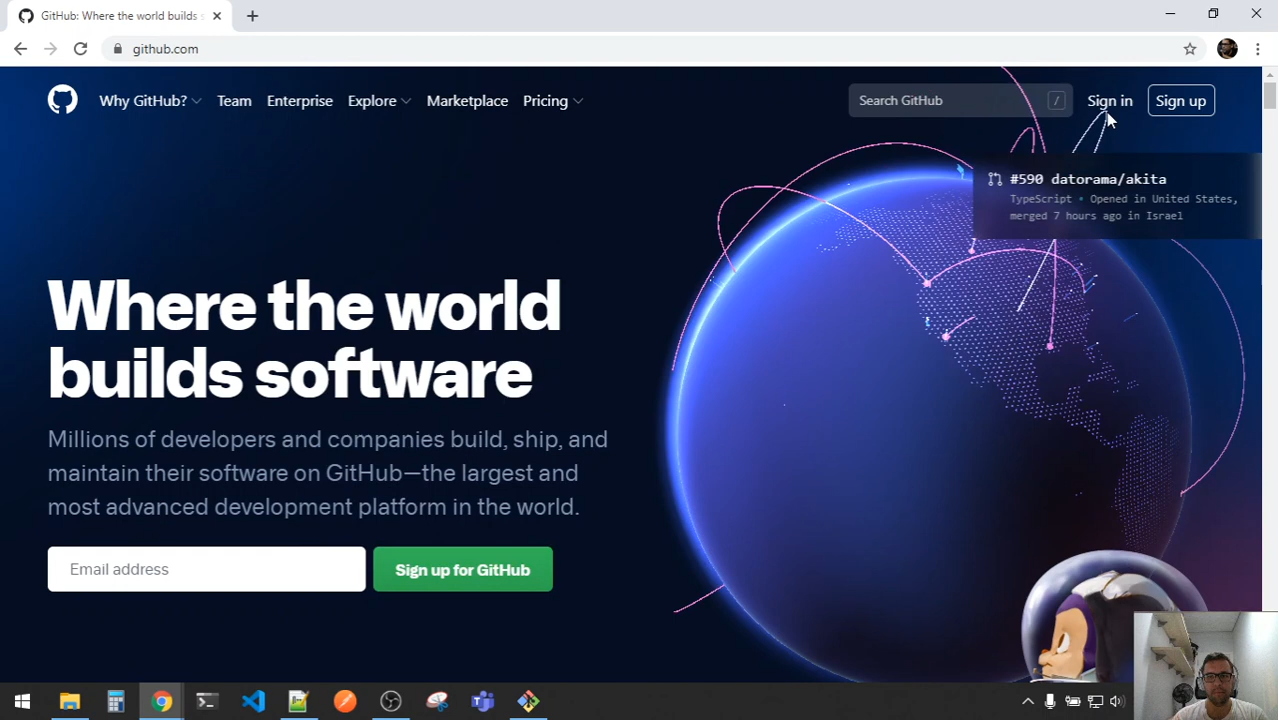 GitHub: Where the world builds s
github.com
Why GitHub? Team Enterprise Explore Marketplace Pricing
Search GitHub /
Sign in
Sign up
#590 datorama/akita
TypeScript • Opened in United States,
merged 7 hours ago in Israel
Where the world
builds software
Millions of developers and companies build, ship, and
maintain their software on GitHub—the largest and
most advanced development platform in the world.
Email address
Sign up for GitHub